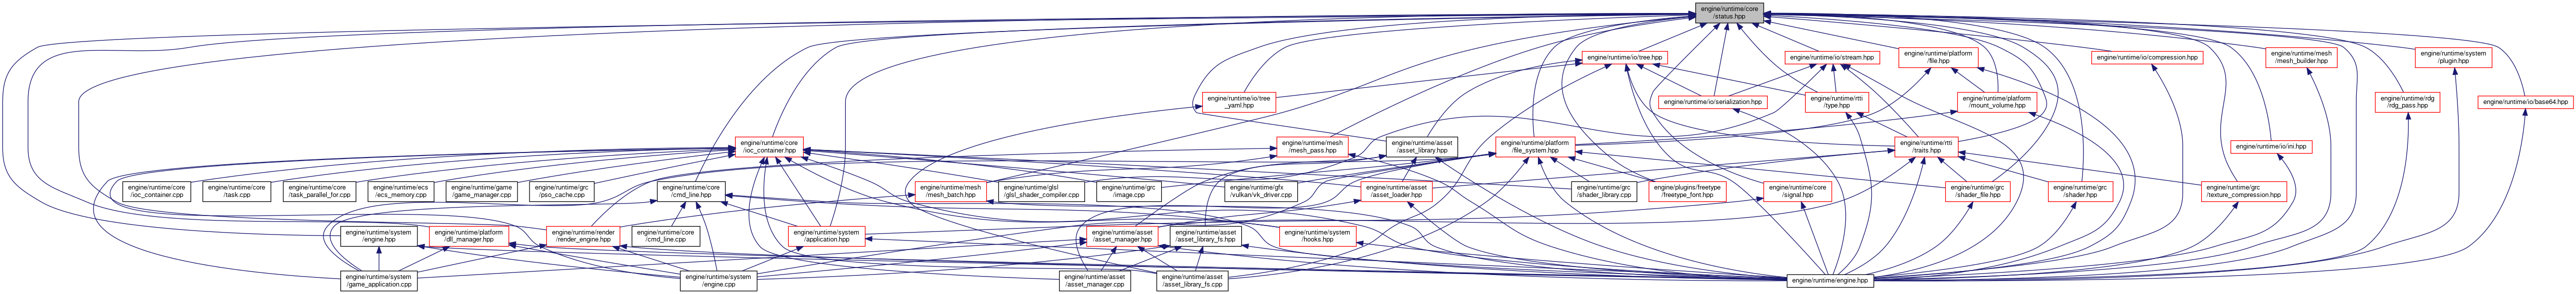 engine/runtime/core
/status.hpp
engine/runtime/io/tree.hpp
engine/runtime/io/stream.hpp
engine/runtime/platform
/file.hpp
engine/runtime/io/compression.hpp
engine/runtime/mesh
/mesh_builder.hpp
engine/runtime/system
/plugin.hpp
engine/runtime/io/tree
_yaml.hpp
engine/runtime/io/serialization.hpp
engine/runtime/rtti
/type.hpp
engine/runtime/platform
/mount_volume.hpp
engine/runtime/rdg
/rdg_pass.hpp
engine/runtime/io/base64.hpp
engine/runtime/core
/ioc_container.hpp
engine/runtime/mesh
/mesh_pass.hpp
engine/runtime/asset
/asset_library.hpp
engine/runtime/platform
/file_system.hpp
engine/runtime/rtti
/traits.hpp
engine/runtime/io/ini.hpp
engine/runtime/core
/ioc_container.cpp
engine/runtime/core
/task.cpp
engine/runtime/core
/task_parallel_for.cpp
engine/runtime/ecs
/ecs_memory.cpp
engine/runtime/game
/game_manager.cpp
engine/runtime/grc
/pso_cache.cpp
engine/runtime/core
/cmd_line.hpp
engine/runtime/mesh
/mesh_batch.hpp
engine/runtime/glsl
/glsl_shader_compiler.cpp
engine/runtime/grc
/image.cpp
engine/runtime/gfx
/vulkan/vk_driver.cpp
engine/runtime/asset
/asset_loader.hpp
engine/runtime/grc
/shader_library.cpp
engine/plugins/freetype
/freetype_font.hpp
engine/runtime/core
/signal.hpp
engine/runtime/grc
/shader_file.hpp
engine/runtime/grc
/shader.hpp
engine/runtime/grc
/texture_compression.hpp
engine/runtime/system
/engine.hpp
engine/runtime/platform
/dll_manager.hpp
engine/runtime/render
/render_engine.hpp
engine/runtime/core
/cmd_line.cpp
engine/runtime/system
/application.hpp
engine/runtime/asset
/asset_manager.hpp
engine/runtime/asset
/asset_library_fs.hpp
engine/runtime/system
/hooks.hpp
engine/runtime/system
/game_application.cpp
engine/runtime/system
/engine.cpp
engine/runtime/asset
/asset_manager.cpp
engine/runtime/asset
/asset_library_fs.cpp
engine/runtime/engine.hpp